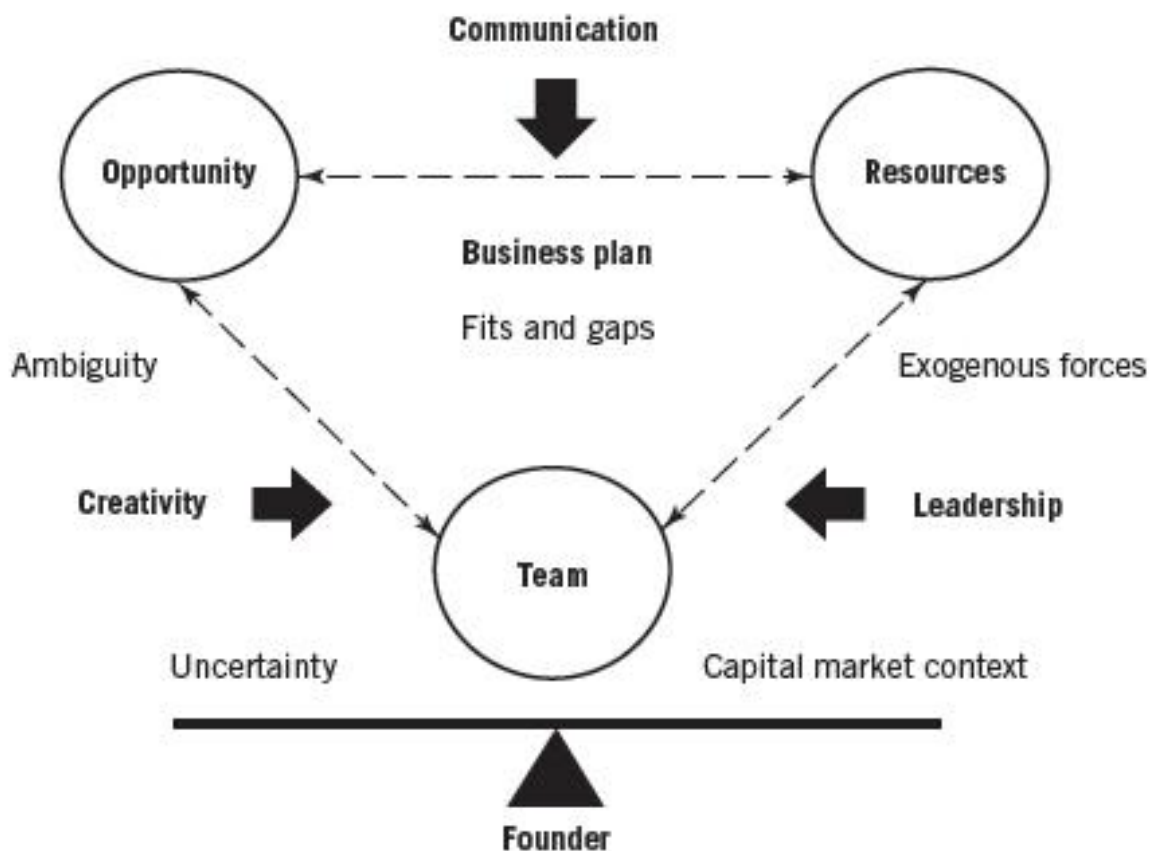 Communication
Opportunity
Resources
Business plan
Fits and gaps
Ambiguity
Exogenous forces
Creativity
Leadership
Team
Uncertainty
Capital market context
Founder